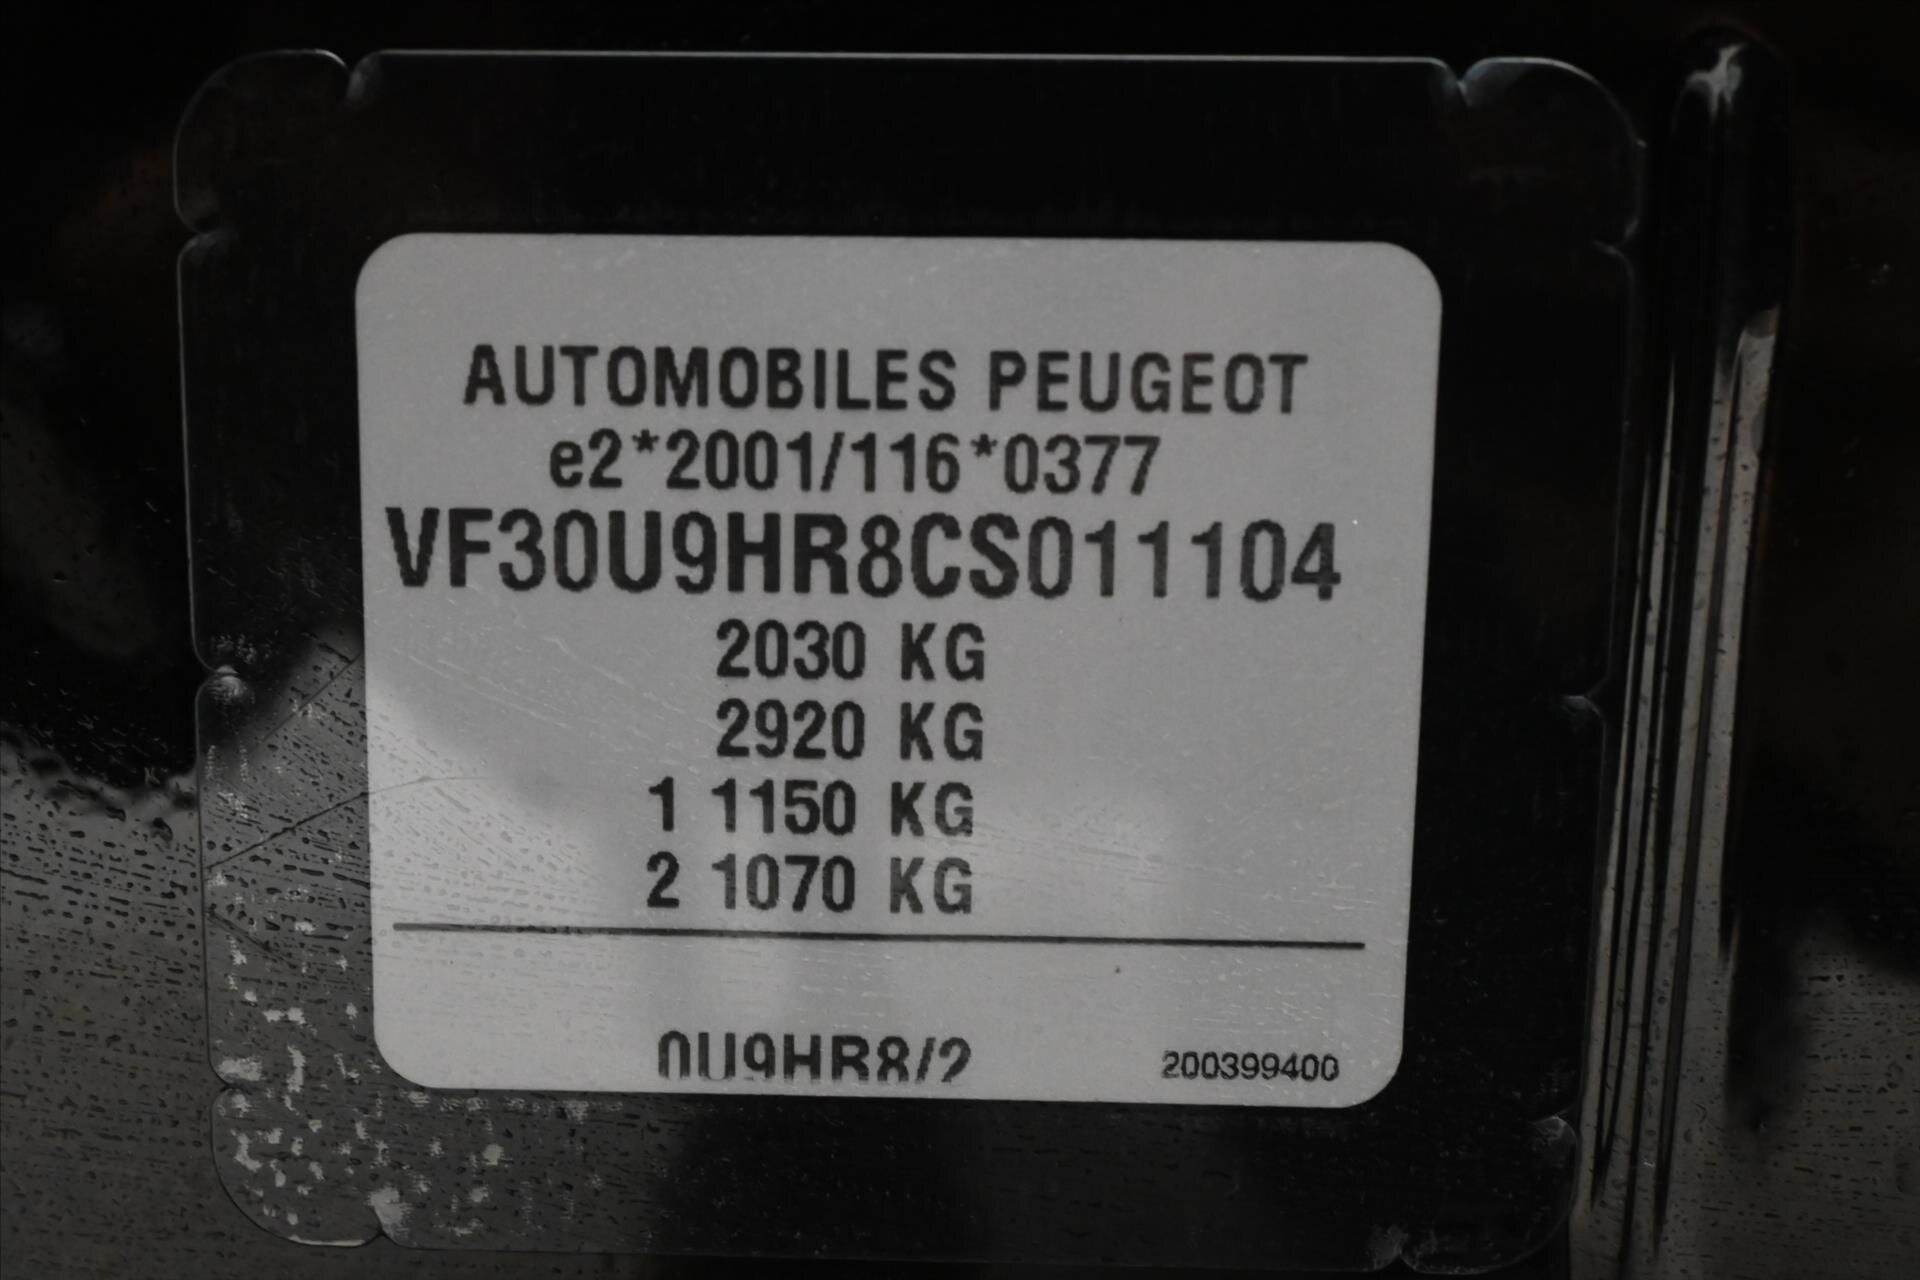 AUTOMOBILES PEUGEOT
e2*2001/116*0377
VF30U9HR8CS011104
2030 KG
2920 KG
1 1150 KG
2 1070 KG
0U9HR8/2
200399400